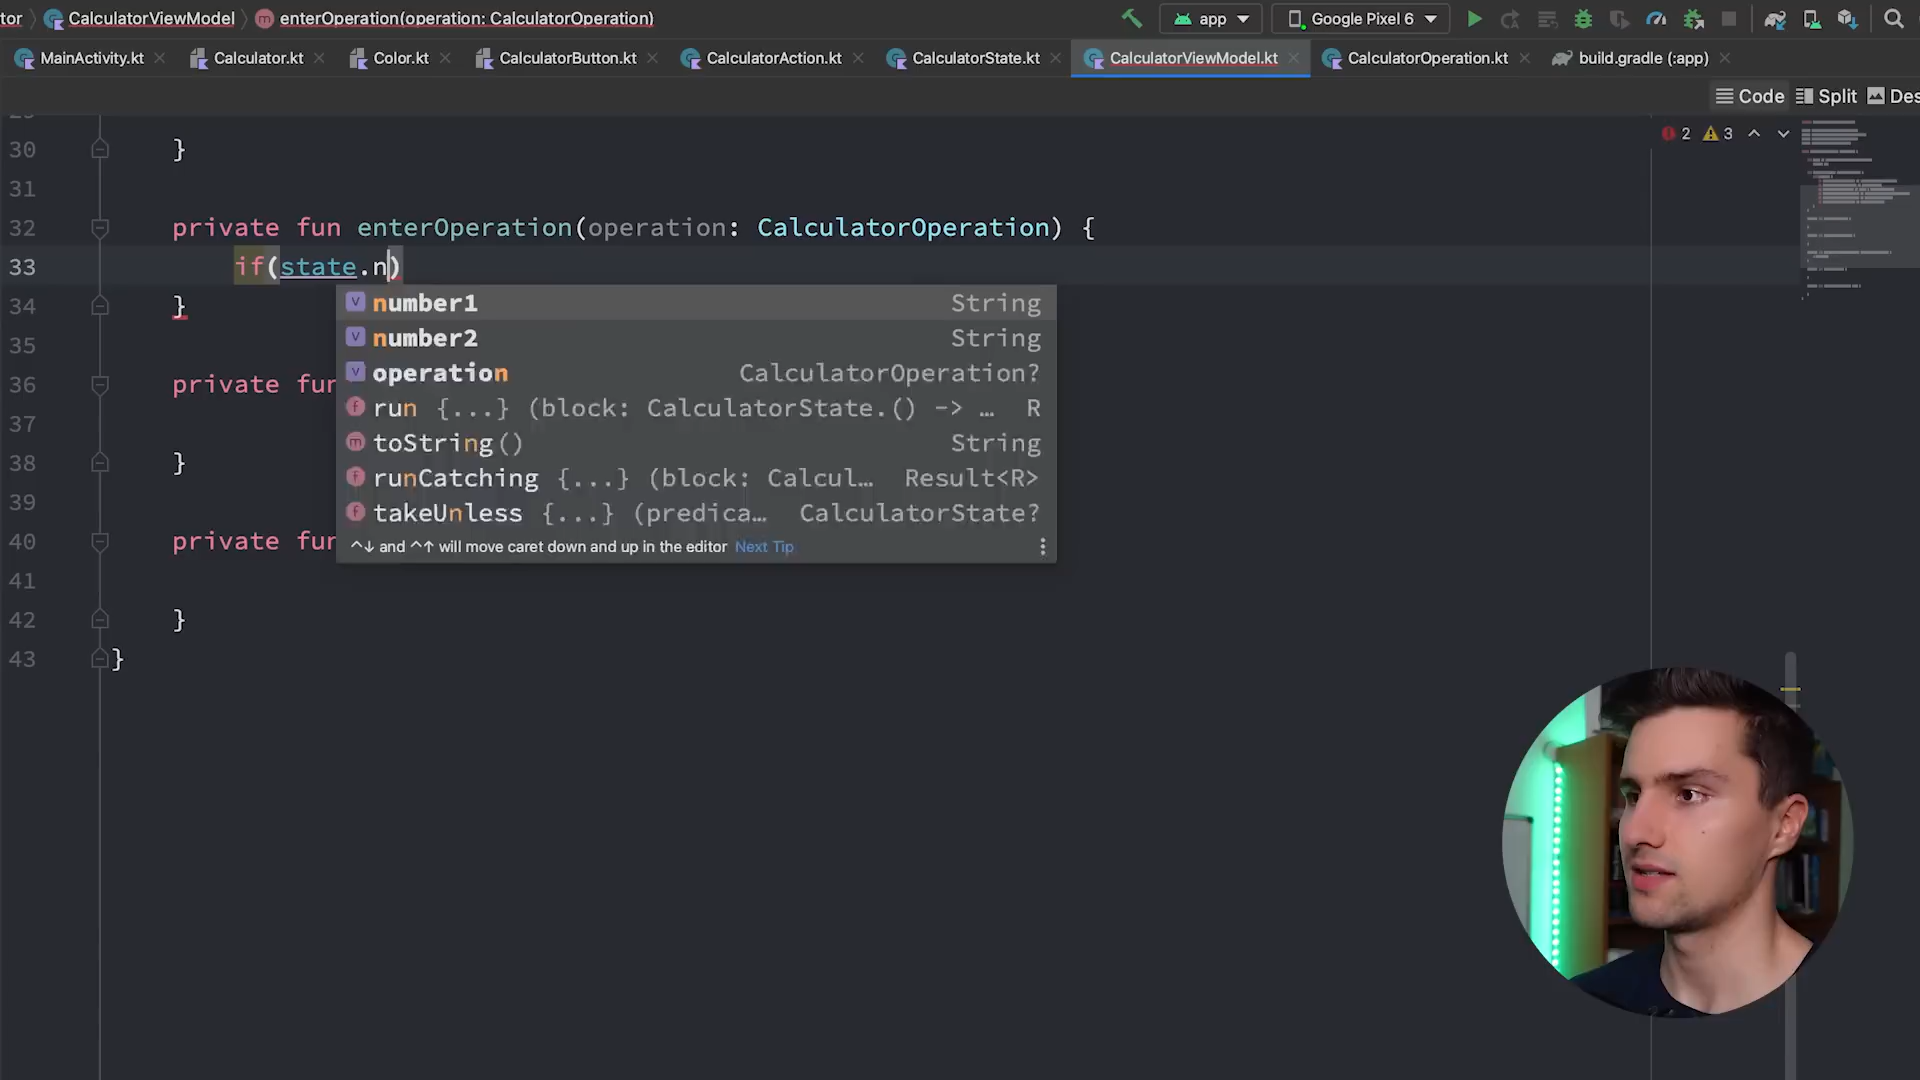 tor CalculatorViewModel enterOperation(operation: CalculatorOperation) app Google Pixel 6
MainActivity.kt Calculator.kt Color.kt CalculatorButton.kt CalculatorAction.kt CalculatorState.kt CalculatorViewModel.kt CalculatorOperation.kt build.gradle (:app)
Code Split Des
2 3
30 }
31
32 private fun enterOperation(operation: CalculatorOperation) {
33 if(state.n)
34 }
35
36 private fun
37
38 }
39
40 private fun
41
42 }
43 }
number1 String
number2 String
operation CalculatorOperation?
run {...} (block: CalculatorState.() -> … R
toString() String
runCatching {...} (block: Calcul… Result<R>
takeUnless {...} (predica… CalculatorState?
^↓ and ^↑ will move caret down and up in the editor Next Tip